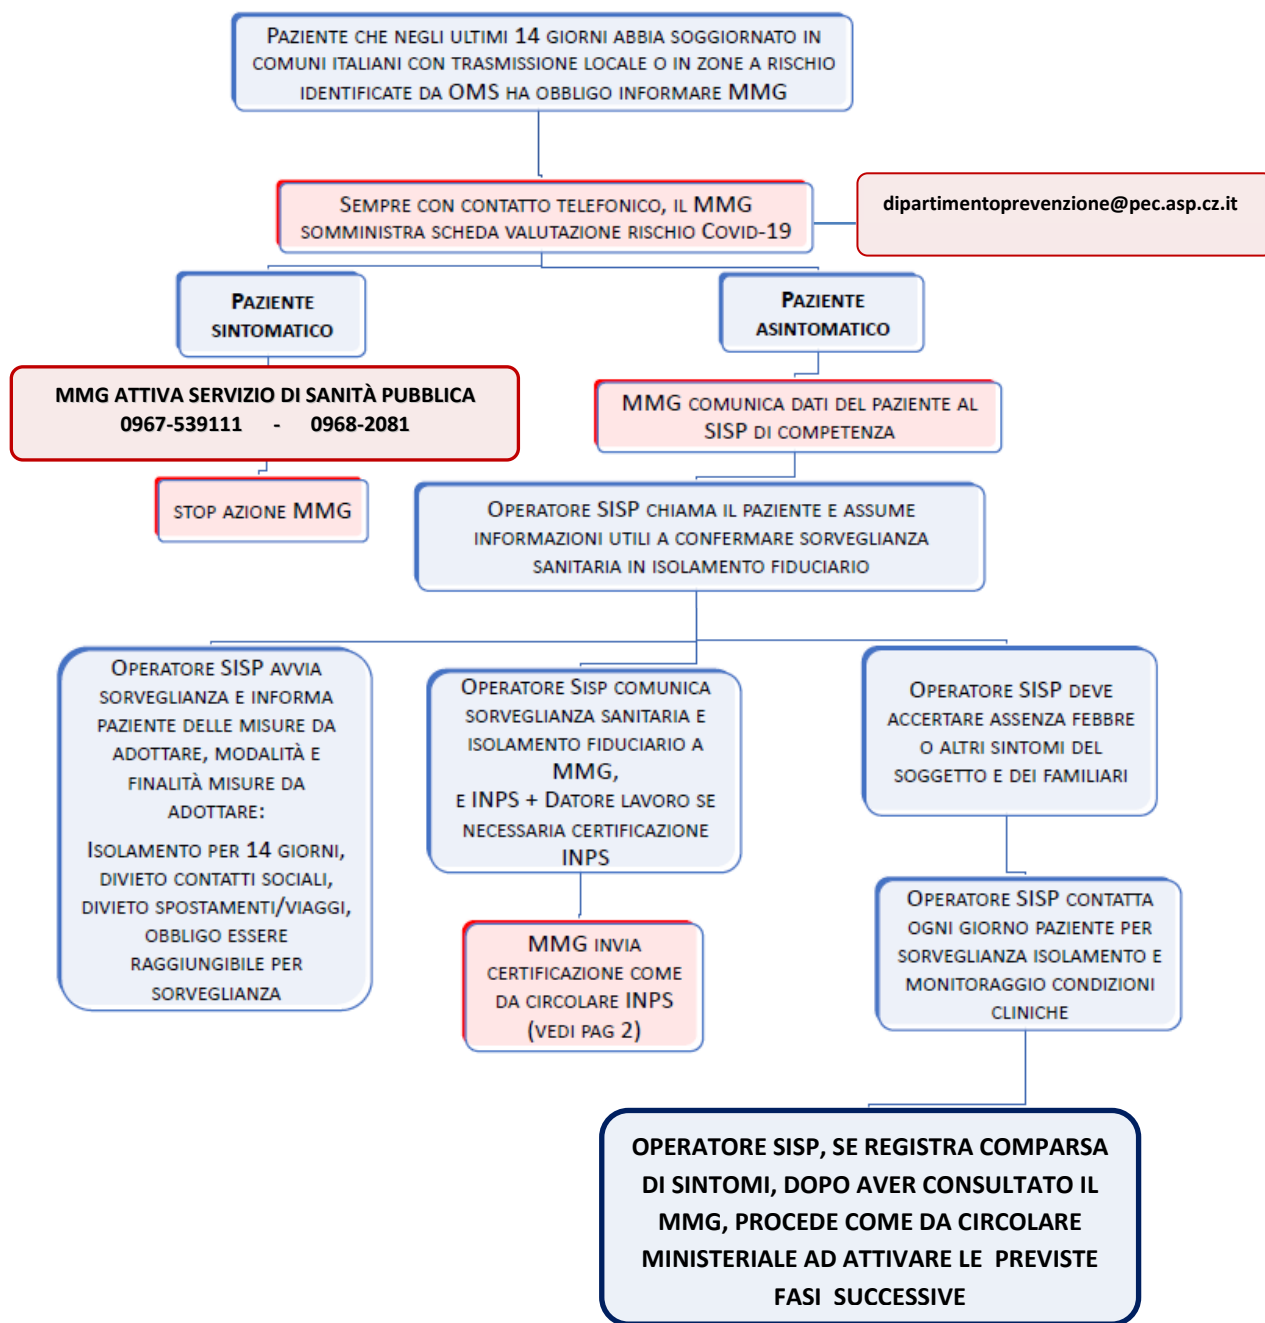 PAZIENTE CHE NEGLI ULTIMI 14 GIORNI ABBIA SOGGIORNATO IN
COMUNI ITALIANI CON TRASMISSIONE LOCALE O IN ZONE A RISCHIO
IDENTIFICATE DA OMS HA OBBLIGO INFORMARE MMG
SEMPRE CON CONTATTO TELEFONICO, IL MMG
SOMMINISTRA SCHEDA VALUTAZIONE RISCHIO COVID-19
dipartimentoprevenzione@pec.asp.cz.it
PAZIENTE
SINTOMATICO
PAZIENTE
ASINTOMATICO
MMG ATTIVA SERVIZIO DI SANITÀ PUBBLICA
0967-539111 - 0968-2081
MMG COMUNICA DATI DEL PAZIENTE AL
SISP DI COMPETENZA
STOP AZIONE MMG
OPERATORE SISP CHIAMA IL PAZIENTE E ASSUME
INFORMAZIONI UTILI A CONFERMARE SORVEGLIANZA
SANITARIA IN ISOLAMENTO FIDUCIARIO
OPERATORE SISP AVVIA
SORVEGLIANZA E INFORMA
PAZIENTE DELLE MISURE DA
ADOTTARE, MODALITÀ E
FINALITÀ MISURE DA
ADOTTARE:
ISOLAMENTO PER 14 GIORNI,
DIVIETO CONTATTI SOCIALI,
DIVIETO SPOSTAMENTI/VIAGGI,
OBBLIGO ESSERE
RAGGIUNGIBILE PER
SORVEGLIANZA
OPERATORE SISP COMUNICA
SORVEGLIANZA SANITARIA E
ISOLAMENTO FIDUCIARIO A
MMG,
E INPS + DATORE LAVORO SE
NECESSARIA CERTIFICAZIONE
INPS
MMG INVIA
CERTIFICAZIONE COME
DA CIRCOLARE INPS
(VEDI PAG 2)
OPERATORE SISP DEVE
ACCERTARE ASSENZA FEBBRE
O ALTRI SINTOMI DEL
SOGGETTO E DEI FAMILIARI
OPERATORE SISP CONTATTA
OGNI GIORNO PAZIENTE PER
SORVEGLIANZA ISOLAMENTO E
MONITORAGGIO CONDIZIONI
CLINICHE
OPERATORE SISP, SE REGISTRA COMPARSA
DI SINTOMI, DOPO AVER CONSULTATO IL
MMG, PROCEDE COME DA CIRCOLARE
MINISTERIALE AD ATTIVARE LE PREVISTE
FASI SUCCESSIVE